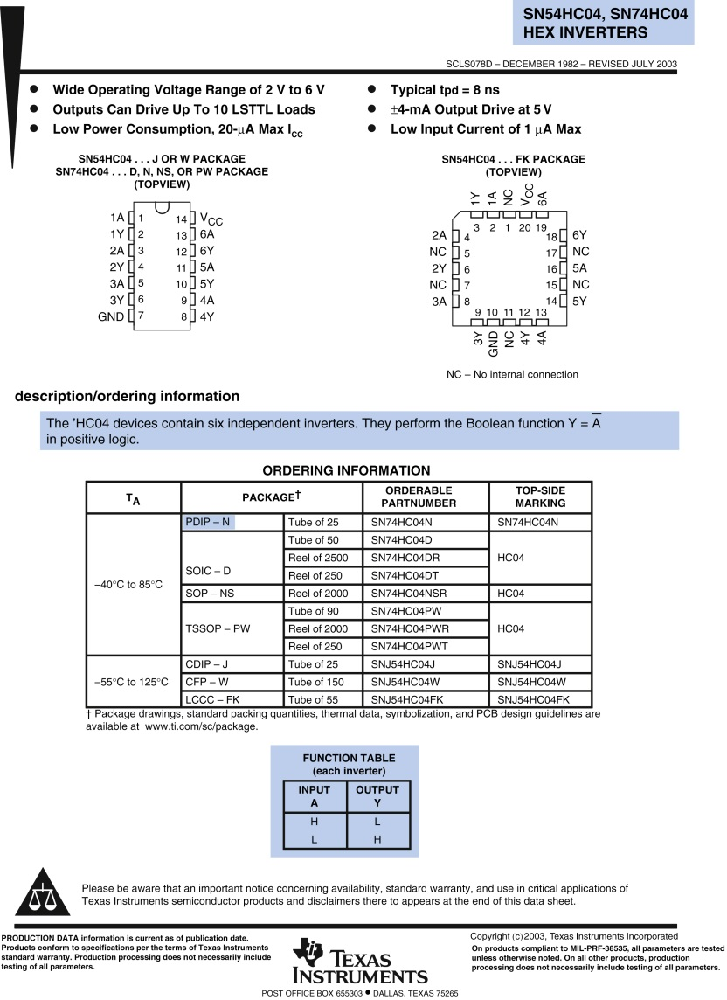 SN54HC04, SN74HC04
HEX INVERTERS
SCLS078D – DECEMBER 1982 – REVISED JULY 2003
● Wide Operating Voltage Range of 2 V to 6 V
● Outputs Can Drive Up To 10 LSTTL Loads
● Low Power Consumption, 20-µA Max ICC
● Typical tpd = 8 ns
● ±4-mA Output Drive at 5 V
● Low Input Current of 1 µA Max
SN54HC04 . . . J OR W PACKAGE
SN74HC04 . . . D, N, NS, OR PW PACKAGE
(TOPVIEW)
1A 1 14 VCC
1Y 2 13 6A
2A 3 12 6Y
2Y 4 11 5A
3A 5 10 5Y
3Y 6 9 4A
GND 7 8 4Y
SN54HC04 . . . FK PACKAGE
(TOPVIEW)
1Y 1A NC VCC 6A
3 2 1 20 19
2A 4 18 6Y
NC 5 17 NC
2Y 6 16 5A
NC 7 15 NC
3A 8 14 5Y
9 10 11 12 13
3Y GND NC 4Y 4A
NC – No internal connection
description/ordering information
The ’HC04 devices contain six independent inverters. They perform the Boolean function Y = A̅
in positive logic.
ORDERING INFORMATION
TA PACKAGE† ORDERABLE PARTNUMBER TOP-SIDE MARKING
–40°C to 85°C
PDIP – N Tube of 25 SN74HC04N SN74HC04N
SOIC – D Tube of 50 SN74HC04D HC04
Reel of 2500 SN74HC04DR
Reel of 250 SN74HC04DT
SOP – NS Reel of 2000 SN74HC04NSR HC04
TSSOP – PW Tube of 90 SN74HC04PW HC04
Reel of 2000 SN74HC04PWR
Reel of 250 SN74HC04PWT
–55°C to 125°C
CDIP – J Tube of 25 SNJ54HC04J SNJ54HC04J
CFP – W Tube of 150 SNJ54HC04W SNJ54HC04W
LCCC – FK Tube of 55 SNJ54HC04FK SNJ54HC04FK
† Package drawings, standard packing quantities, thermal data, symbolization, and PCB design guidelines are
available at www.ti.com/sc/package.
FUNCTION TABLE
(each inverter)
INPUT OUTPUT
A Y
H L
L H
Please be aware that an important notice concerning availability, standard warranty, and use in critical applications of
Texas Instruments semiconductor products and disclaimers there to appears at the end of this data sheet.
PRODUCTION DATA information is current as of publication date.
Products conform to specifications per the terms of Texas Instruments
standard warranty. Production processing does not necessarily include
testing of all parameters.
TEXAS
INSTRUMENTS
POST OFFICE BOX 655303 ● DALLAS, TEXAS 75265
Copyright (c)2003, Texas Instruments Incorporated
On products compliant to MIL-PRF-38535, all parameters are tested
unless otherwise noted. On all other products, production
processing does not necessarily include testing of all parameters.